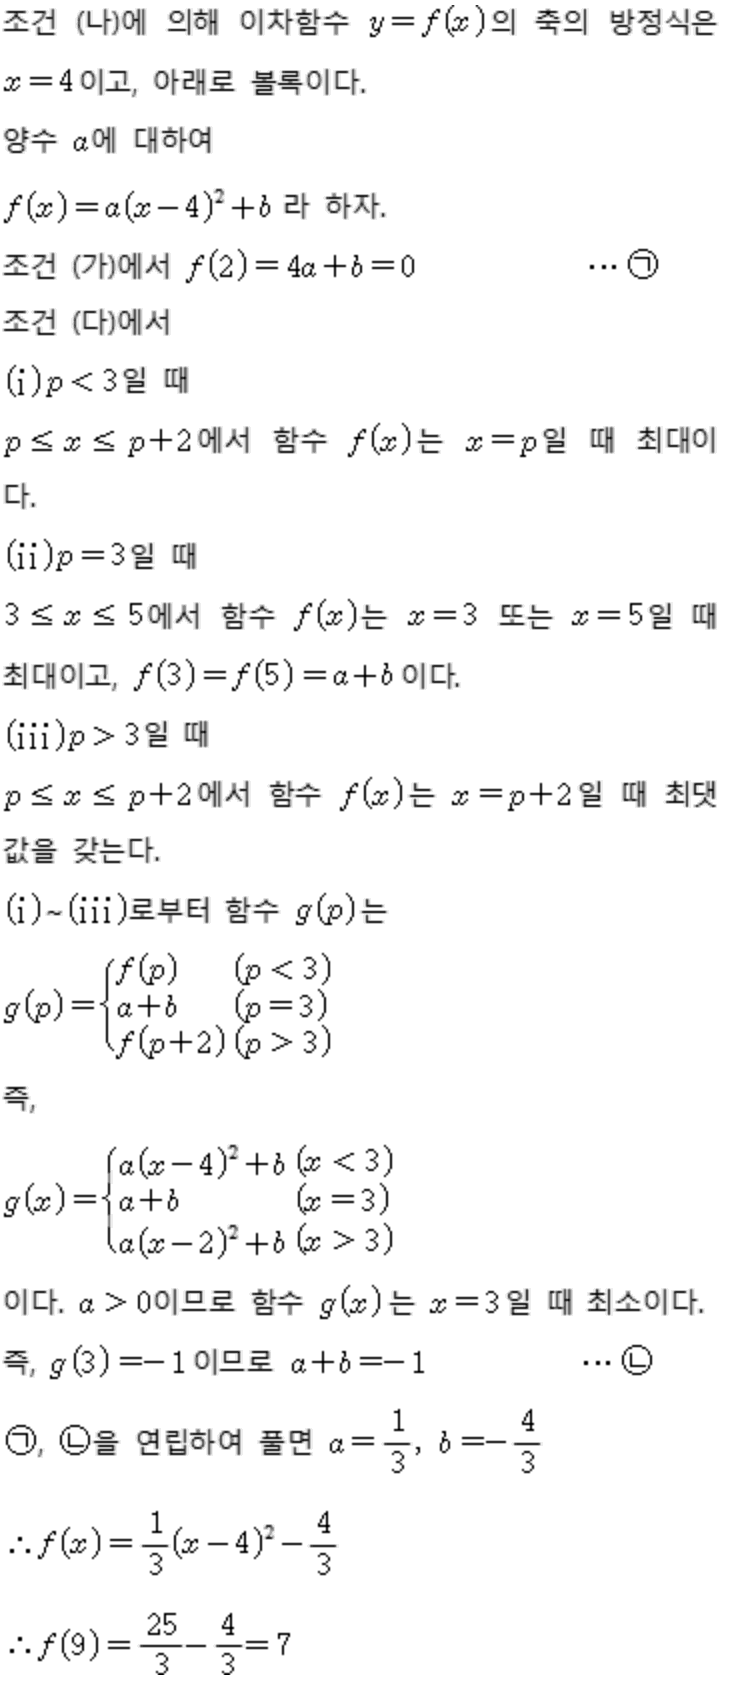 조건 (나)에 의해 이차함수 y=f(x)의 축의 방정식은
x=4이고, 아래로 볼록이다.
양수 a에 대하여
f(x)=a(x-4)²+b 라 하자.
조건 (가)에서 f(2)=4a+b=0 ⋯ ㉠
조건 (다)에서
(i)p<3일 때
p≤x≤p+2에서 함수 f(x)는 x=p일 때 최대이
다.
(ii)p=3일 때
3≤x≤5에서 함수 f(x)는 x=3 또는 x=5일 때
최대이고, f(3)=f(5)=a+b이다.
(iii)p>3일 때
p≤x≤p+2에서 함수 f(x)는 x=p+2일 때 최댓
값을 갖는다.
(i)~(iii)로부터 함수 g(p)는
g(p)={f(p) (p<3)
a+b (p=3)
f(p+2) (p>3)
즉,
g(x)={a(x-4)²+b (x<3)
a+b (x=3)
a(x-2)²+b (x>3)
이다. a>0이므로 함수 g(x)는 x=3일 때 최소이다.
즉, g(3)=-1이므로 a+b=-1 ⋯ ㉡
㉠, ㉡을 연립하여 풀면 a=1/3, b=-4/3
∴f(x)=1/3(x-4)²-4/3
∴f(9)=25/3-4/3=7